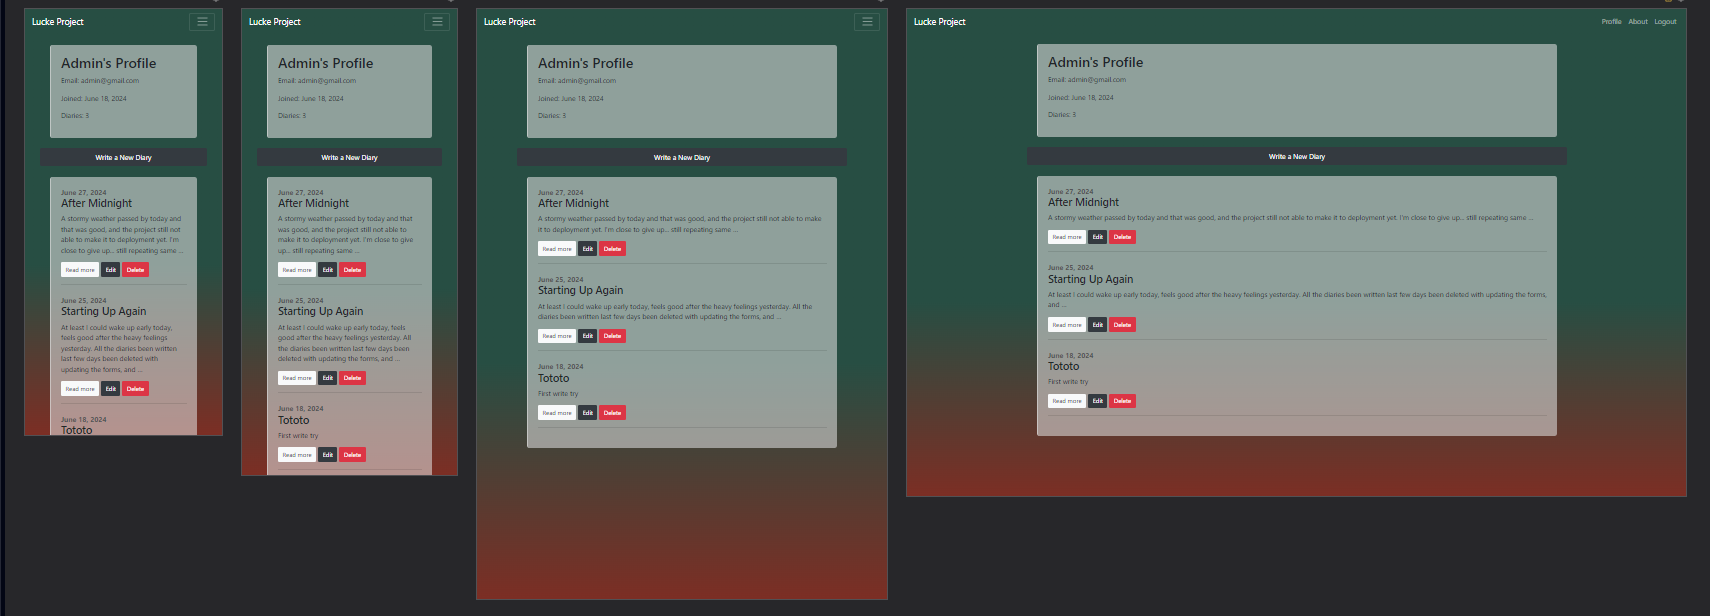 Lucke Project
Admin's Profile
Email: admin@gmail.com
Joined: June 18, 2024
Diaries: 3
Write a New Diary
June 27, 2024
After Midnight
A stormy weather passed by today and
that was good, and the project still not
able to make it to deployment yet. I'm
close to give up... still repeating same ...
Read more Edit Delete
June 25, 2024
Starting Up Again
At least I could wake up early today,
feels good after the heavy feelings
yesterday. All the diaries been written
last few days been deleted with
updating the forms, and ...
Read more Edit Delete
June 18, 2024
Tototo
Lucke Project
Admin's Profile
Email: admin@gmail.com
Joined: June 18, 2024
Diaries: 3
Write a New Diary
June 27, 2024
After Midnight
A stormy weather passed by today and that
was good, and the project still not able to
make it to deployment yet. I'm close to give
up... still repeating same ...
Read more Edit Delete
June 25, 2024
Starting Up Again
At least I could wake up early today, feels
good after the heavy feelings yesterday. All
the diaries been written last few days been
deleted with updating the forms, and ...
Read more Edit Delete
June 18, 2024
Tototo
First write try
Read more Edit Delete
Lucke Project
Admin's Profile
Email: admin@gmail.com
Joined: June 18, 2024
Diaries: 3
Write a New Diary
June 27, 2024
After Midnight
A stormy weather passed by today and that was good, and the project still not able to make
it to deployment yet. I'm close to give up... still repeating same ...
Read more Edit Delete
June 25, 2024
Starting Up Again
At least I could wake up early today, feels good after the heavy feelings yesterday. All the
diaries been written last few days been deleted with updating the forms, and ...
Read more Edit Delete
June 18, 2024
Tototo
First write try
Read more Edit Delete
Lucke Project
Profile About Logout
Admin's Profile
Email: admin@gmail.com
Joined: June 18, 2024
Diaries: 3
Write a New Diary
June 27, 2024
After Midnight
A stormy weather passed by today and that was good, and the project still not able to make it to deployment yet. I'm close to give up... still repeating same ...
Read more Edit Delete
June 25, 2024
Starting Up Again
At least I could wake up early today, feels good after the heavy feelings yesterday. All the diaries been written last few days been deleted with updating the forms,
and ...
Read more Edit Delete
June 18, 2024
Tototo
First write try
Read more Edit Delete